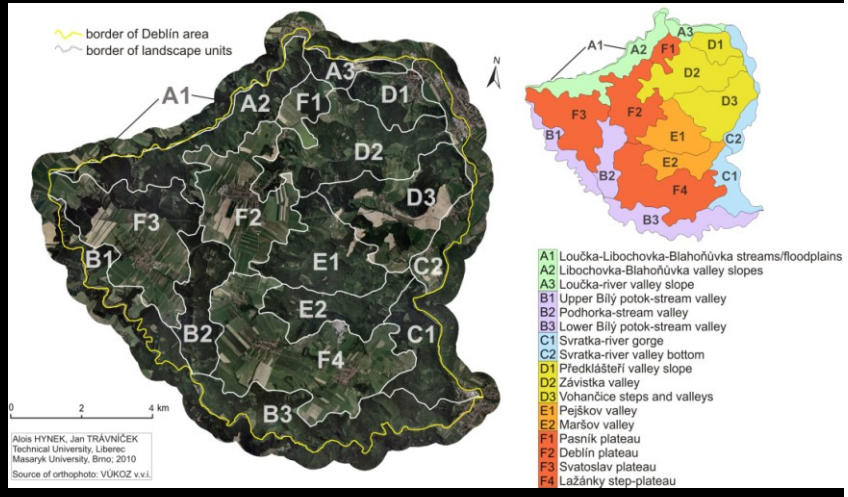 border of Deblín area
border of landscape units
N
A1
A2
A3
F1
D1
D2
F3
F2
D3
B1
E1
C2
E2
B2
C1
F4
B3
0 2 4 km
Alois HYNEK, Jan TRÁVNÍČEK
Technical University, Liberec
Masaryk University, Brno; 2010
Source of orthophoto: VÚKOZ v.v.i.
A1
A2
F1
A3
D1
D2
F3
F2
D3
B1
E1
C2
B2
E2
C1
F4
B3
A1 Loučka-Libochovka-Blahoňůvka streams/floodplains
A2 Libochovka-Blahoňůvka valley slopes
A3 Loučka-river valley slope
B1 Upper Bílý potok-stream valley
B2 Podhorka-stream valley
B3 Lower Bílý potok-stream valley
C1 Svratka-river gorge
C2 Svratka-river valley bottom
D1 Předklášteří valley slope
D2 Závistka valley
D3 Vohančice steps and valleys
E1 Pejškov valley
E2 Maršov valley
F1 Pasník plateau
F2 Deblín plateau
F3 Svatoslav plateau
F4 Lažánky step-plateau